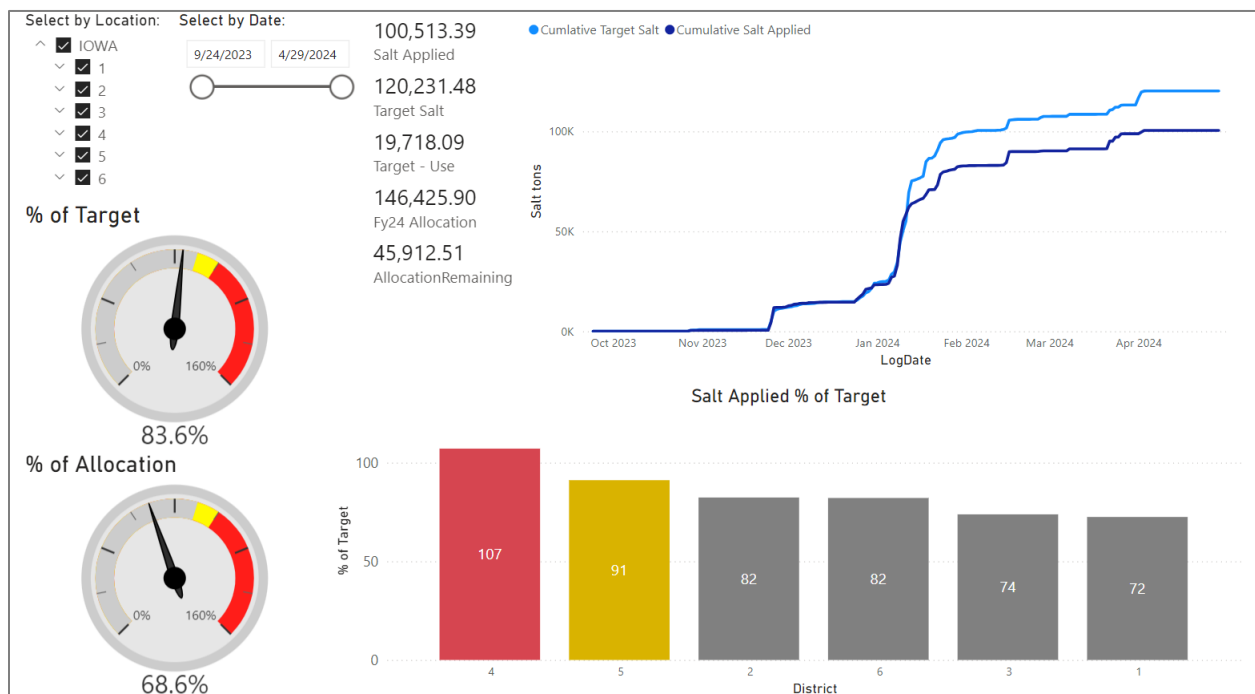 Select by Location:
IOWA
1
2
3
4
5
6
Select by Date:
9/24/2023
4/29/2024
100,513.39
Salt Applied
120,231.48
Target Salt
19,718.09
Target - Use
146,425.90
Fy24 Allocation
45,912.51
AllocationRemaining
% of Target
0%
160%
83.6%
% of Allocation
0%
160%
68.6%
Cumlative Target Salt
Cumulative Salt Applied
Salt tons
100K
50K
0K
Oct 2023
Nov 2023
Dec 2023
Jan 2024
Feb 2024
Mar 2024
Apr 2024
LogDate
Salt Applied % of Target
% of Target
100
50
0
107
91
82
82
74
72
4
5
2
6
3
1
District